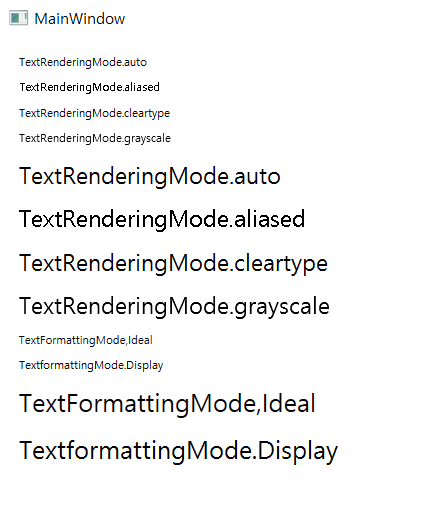 MainWindow
TextRenderingMode.auto
TextRenderingMode.aliased
TextRenderingMode.cleartype
TextRenderingMode.grayscale
TextRenderingMode.auto
TextRenderingMode.aliased
TextRenderingMode.cleartype
TextRenderingMode.grayscale
TextFormattingMode,Ideal
TextformattingMode.Display
TextFormattingMode,Ideal
TextformattingMode.Display